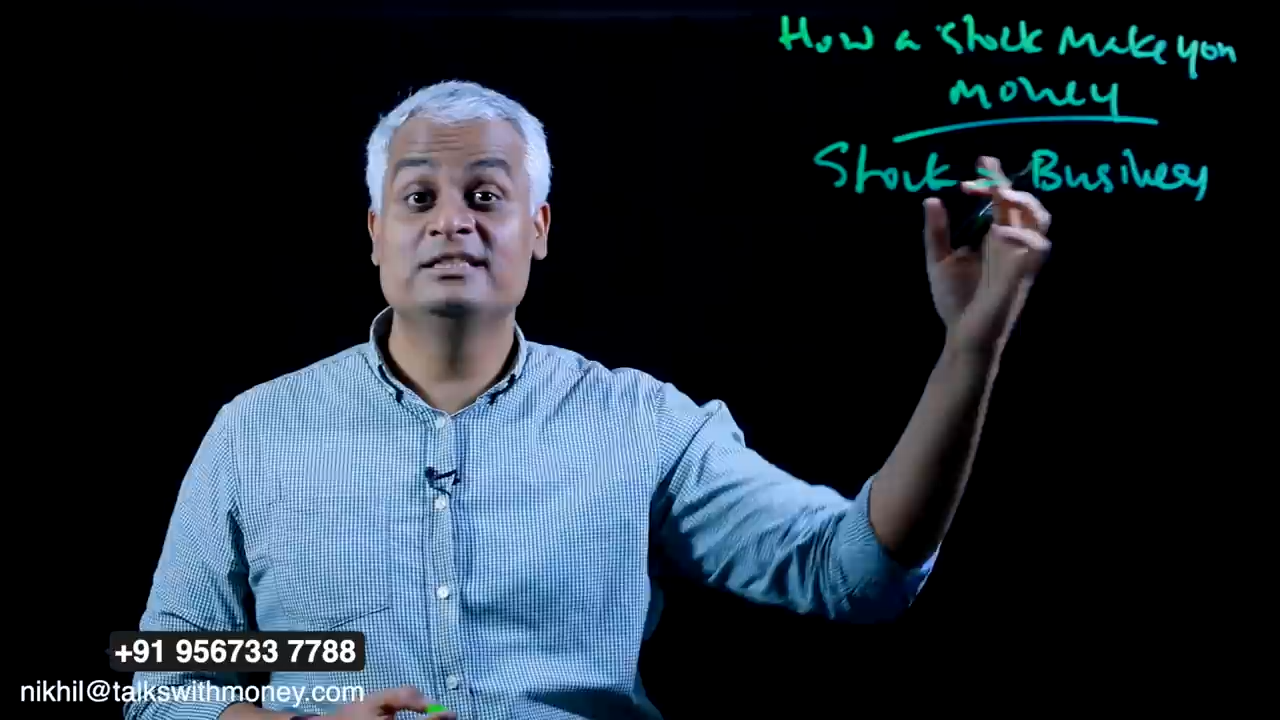 How a stock make you
money
Stock = Business
+91 956733 7788
nikhil@talkswithmoney.com